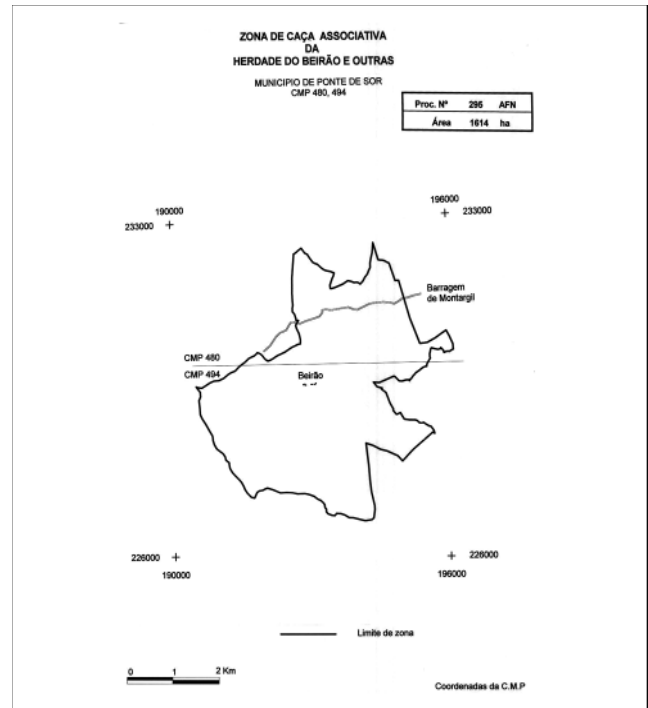 ZONA DE CAÇA ASSOCIATIVA
DA
HERDADE DO BEIRÃO E OUTRAS
MUNICIPIO DE PONTE DE SOR
CMP 480, 494
Proc. Nº 295 AFN
Área 1614 ha
190000
233000
196000
233000
Barragem
de Montargil
CMP 480
CMP 494
Beirão
226000
190000
226000
196000
Limite de zona
0 1 2 Km
Coordenadas da C.M.P